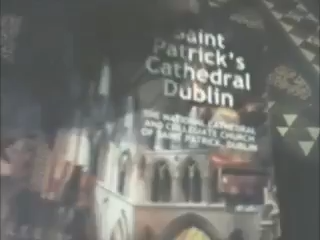 Saint
Patrick's
Cathedral
Dublin
THE NATIONAL CATHEDRAL
AND COLLEGIATE CHURCH
OF SAINT PATRICK, DUBLIN